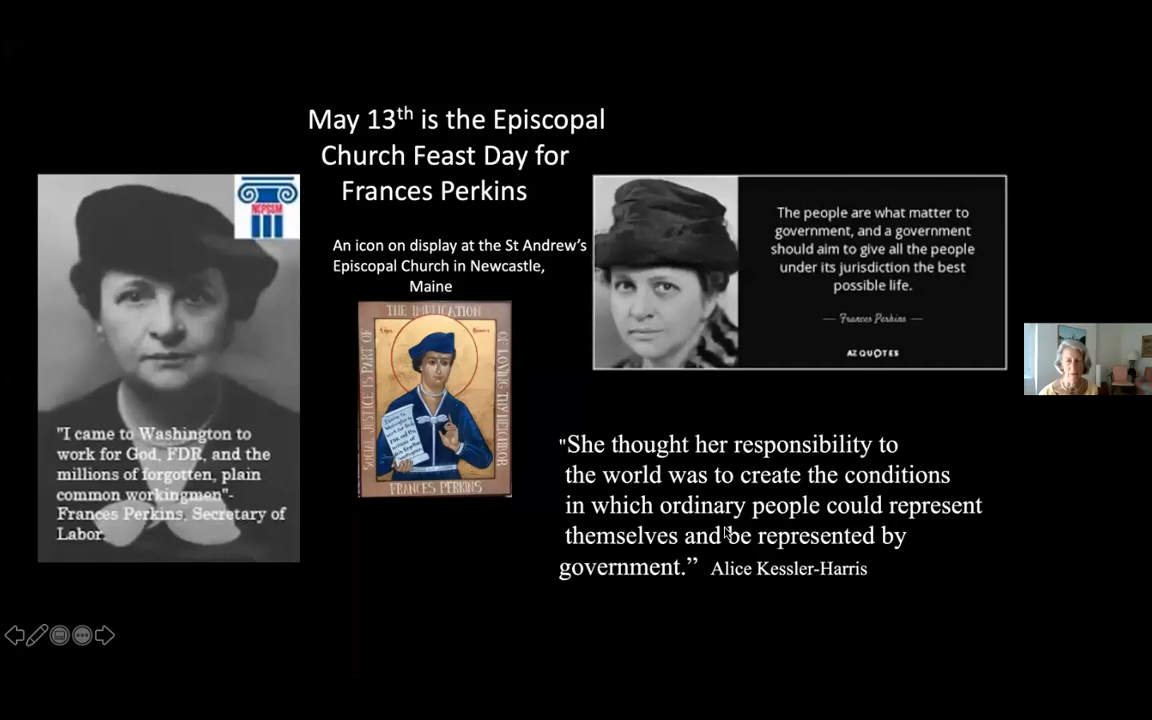 May 13th is the Episcopal
Church Feast Day for
Frances Perkins
NCPSSM
"I came to Washington to
work for God, FDR, and the
millions of forgotten, plain
common workingmen"-
Frances Perkins, Secretary of
Labor.
An icon on display at the St Andrew's
Episcopal Church in Newcastle,
Maine
THE IMPLICATION
SOCIAL JUSTICE IS PART OF
OF LOVING THY NEIGHBOR
FRANCES PERKINS
The people are what matter to
government, and a government
should aim to give all the people
under its jurisdiction the best
possible life.
— Frances Perkins —
AZ QUOTES
"She thought her responsibility to
the world was to create the conditions
in which ordinary people could represent
themselves and be represented by
government.” Alice Kessler-Harris